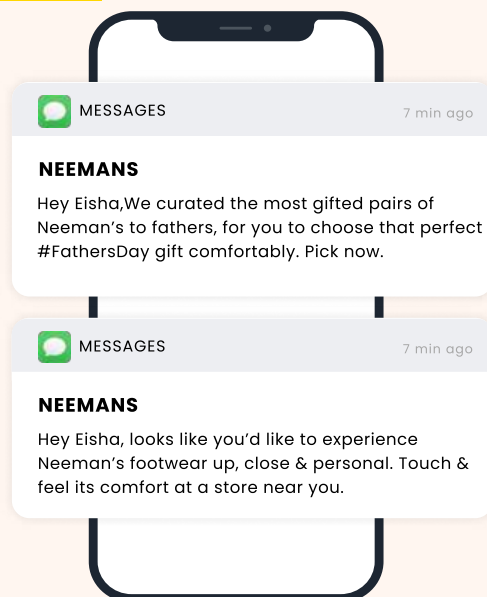 MESSAGES 7 min ago
NEEMANS
Hey Eisha,We curated the most gifted pairs of
Neeman’s to fathers, for you to choose that perfect
#FathersDay gift comfortably. Pick now.
MESSAGES 7 min ago
NEEMANS
Hey Eisha, looks like you’d like to experience
Neeman’s footwear up, close & personal. Touch &
feel its comfort at a store near you.